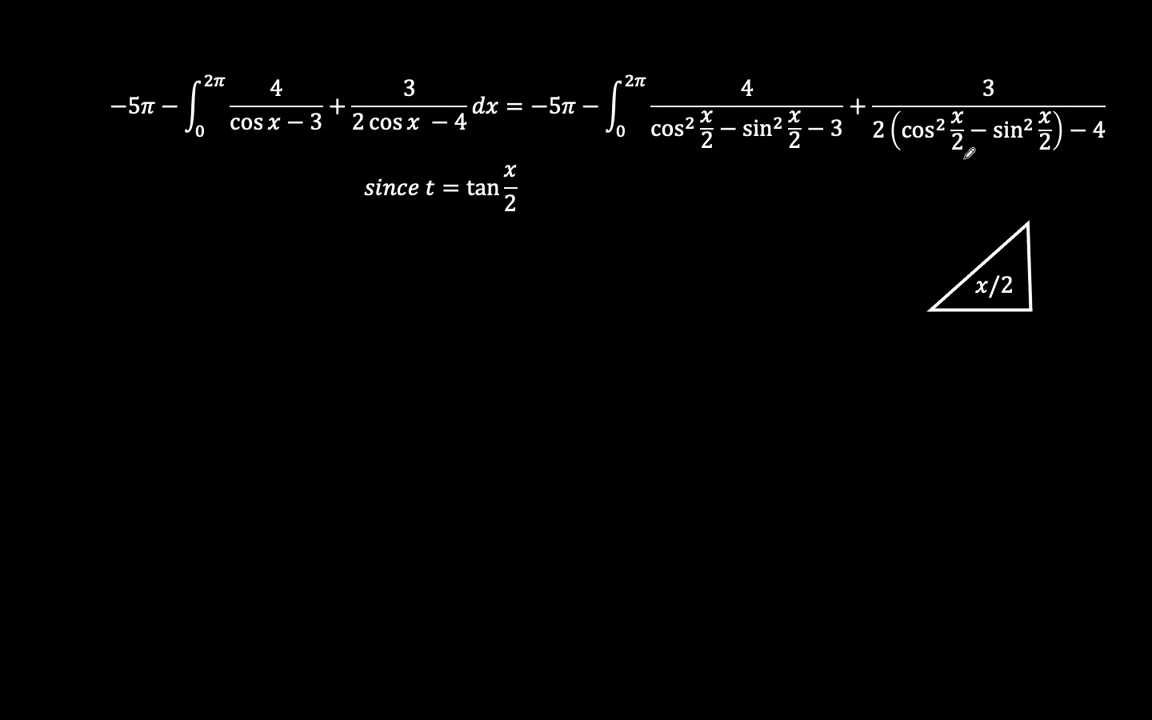 −5π − ∫₀^{2π} 4/(cos x − 3) + 3/(2 cos x − 4) dx = −5π − ∫₀^{2π} 4/(cos² x/2 − sin² x/2 − 3) + 3/(2(cos² x/2 − sin² x/2) − 4)
since t = tan x/2
x/2